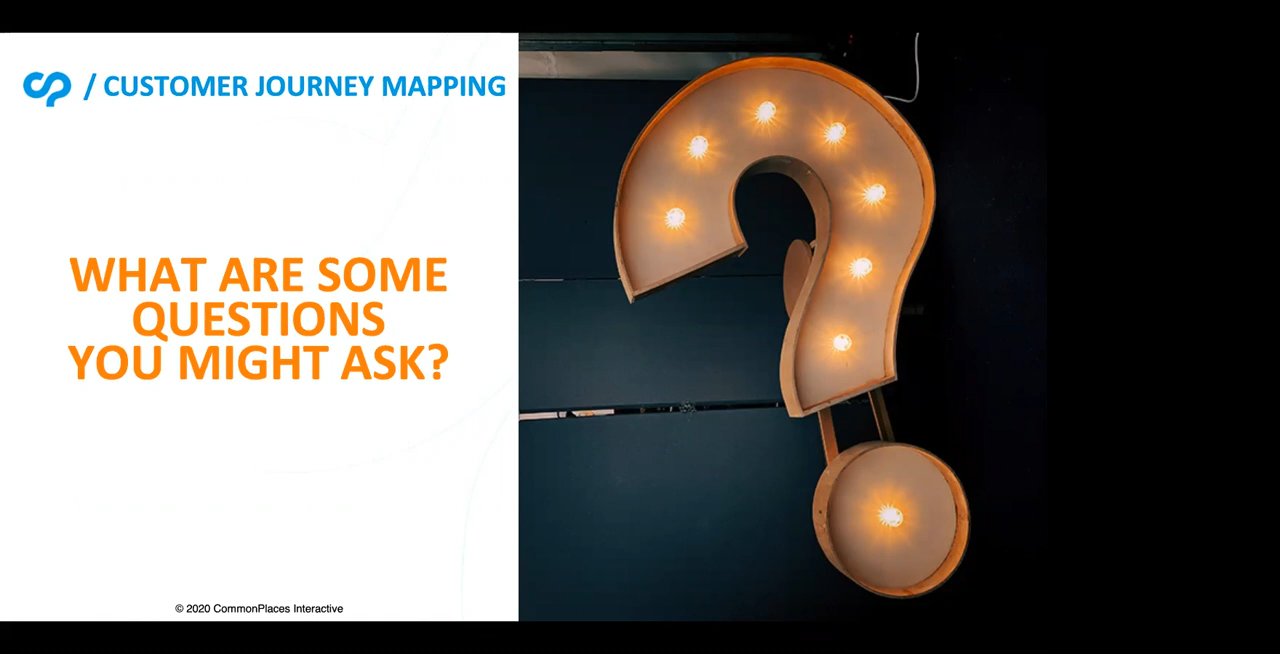 / CUSTOMER JOURNEY MAPPING
WHAT ARE SOME
QUESTIONS
YOU MIGHT ASK?
© 2020 CommonPlaces Interactive